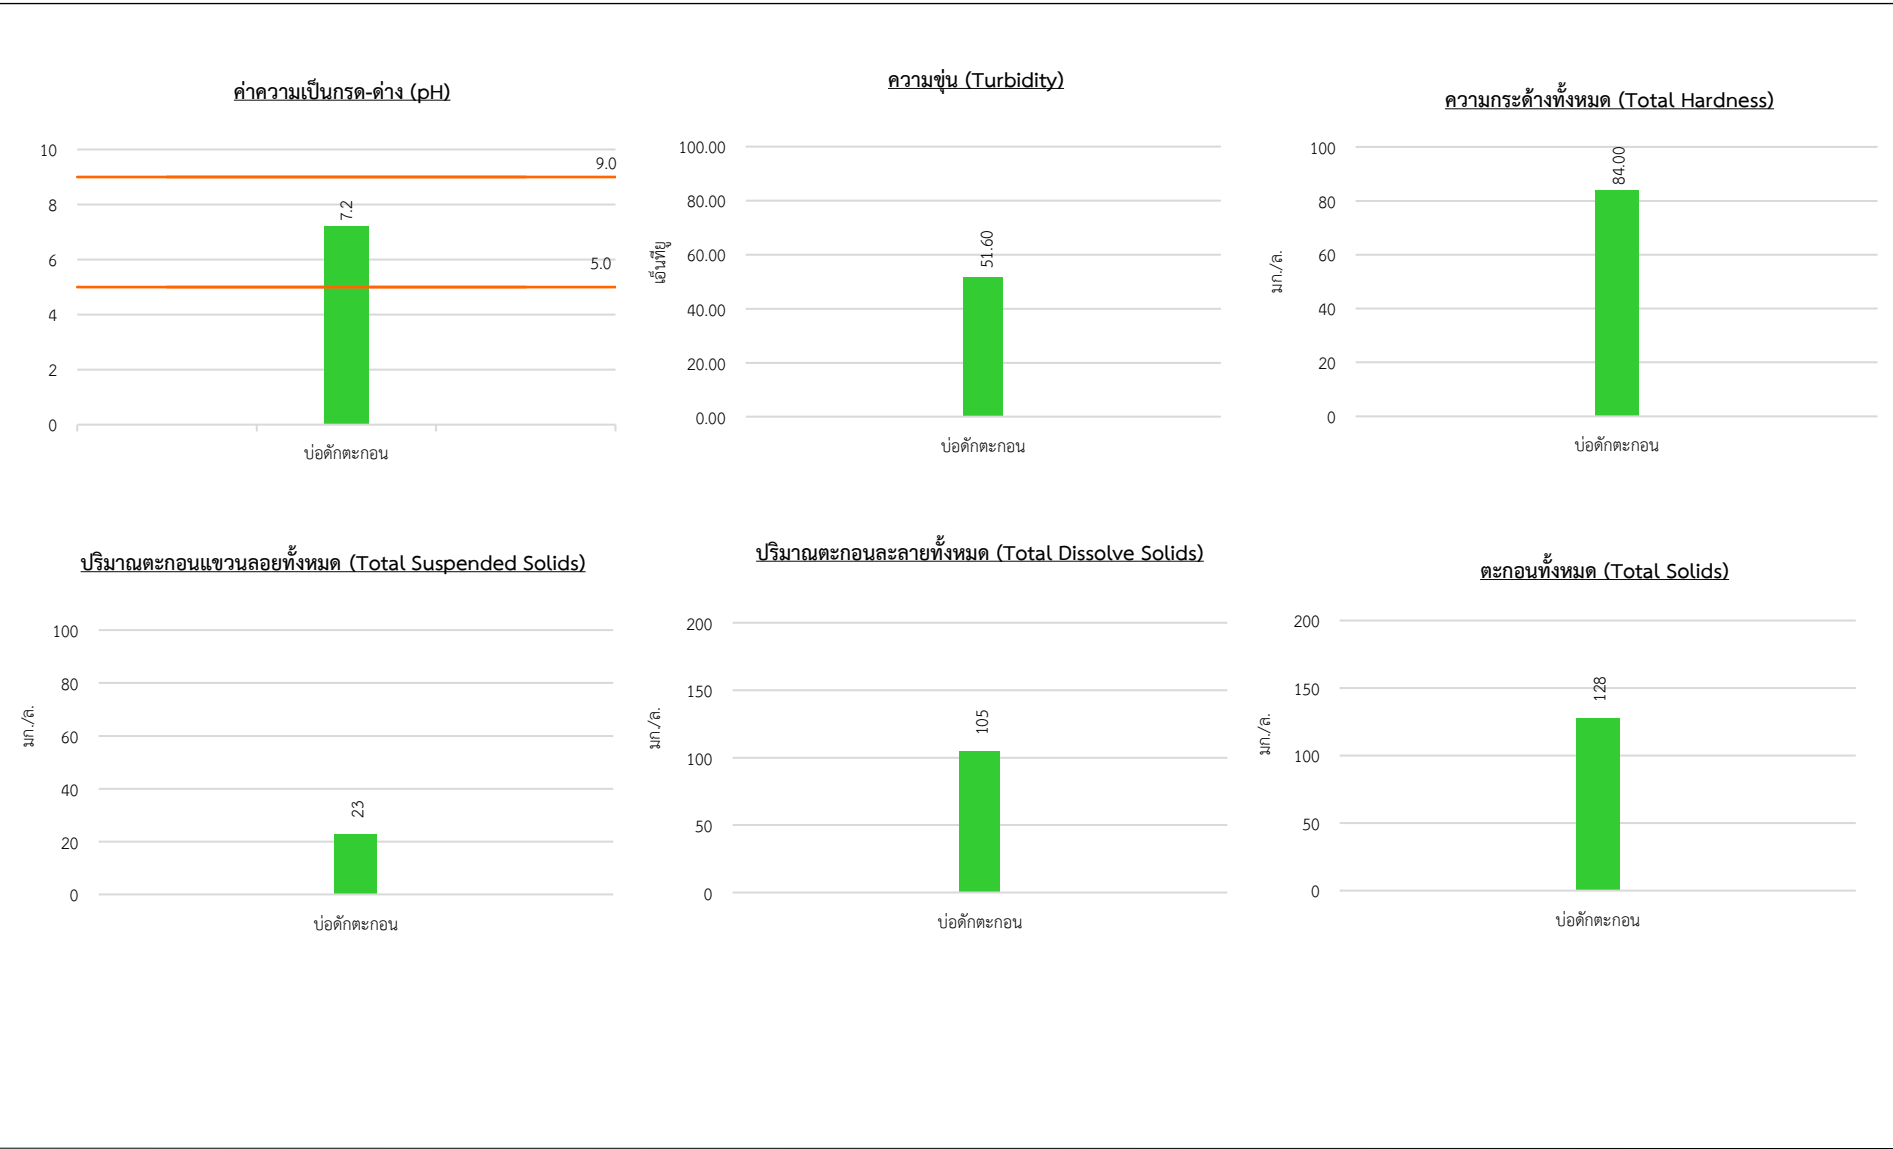 ค่าความเป็นกรด-ด่าง (pH)
10
8
6
4
2
0
9.0
5.0
7.2
บ่อดักตะกอน
ความขุ่น (Turbidity)
เอ็นทียู
100.00
80.00
60.00
40.00
20.00
0.00
51.60
บ่อดักตะกอน
ความกระด้างทั้งหมด (Total Hardness)
มก./ล.
100
80
60
40
20
0
84.00
บ่อดักตะกอน
ปริมาณตะกอนแขวนลอยทั้งหมด (Total Suspended Solids)
มก./ล.
100
80
60
40
20
0
23
บ่อดักตะกอน
ปริมาณตะกอนละลายทั้งหมด (Total Dissolve Solids)
มก./ล.
200
150
100
50
0
105
บ่อดักตะกอน
ตะกอนทั้งหมด (Total Solids)
มก./ล.
200
150
100
50
0
128
บ่อดักตะกอน